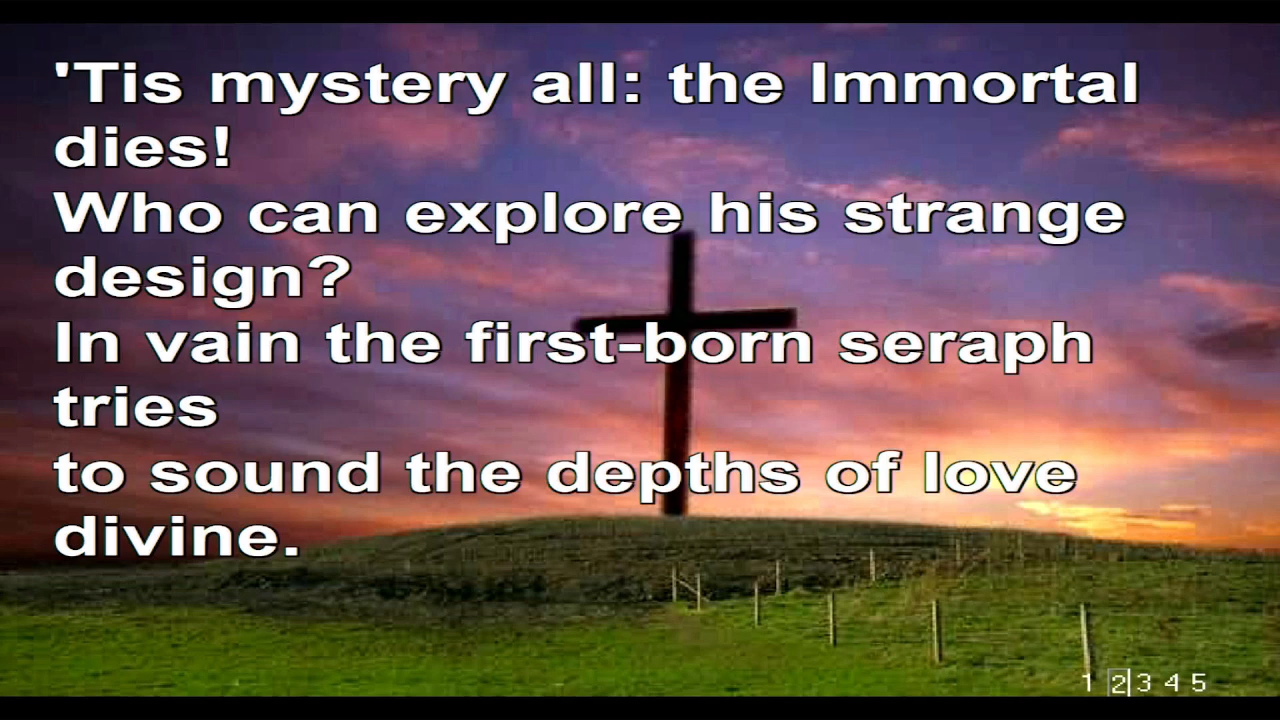 'Tis mystery all: the Immortal
dies!
Who can explore his strange
design?
In vain the first-born seraph
tries
to sound the depths of love
divine.
1 2 3 4 5